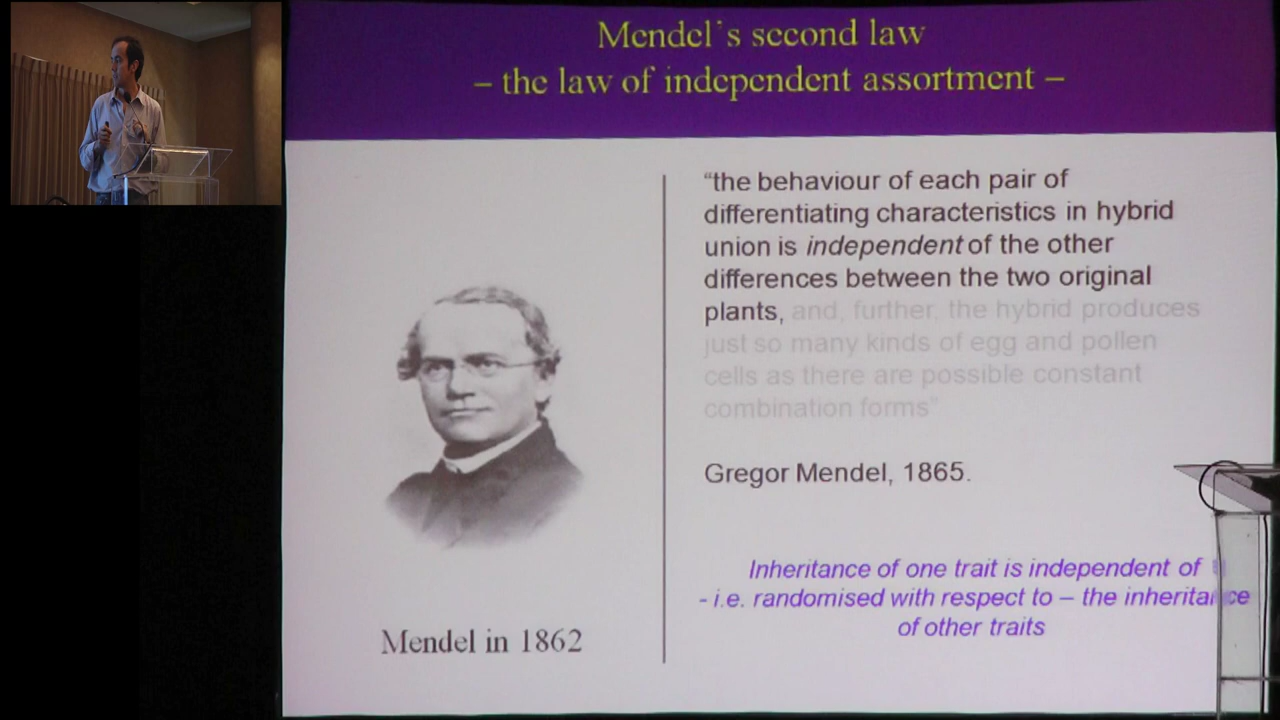 Mendel's second law
– the law of independent assortment –
“the behaviour of each pair of
differentiating characteristics in hybrid
union is independent of the other
differences between the two original
plants, and, further, the hybrid produces
just so many kinds of egg and pollen
cells as there are possible constant
combination forms”
Gregor Mendel, 1865.
Inheritance of one trait is independent of
- i.e. randomised with respect to – the inheritance
of other traits
Mendel in 1862